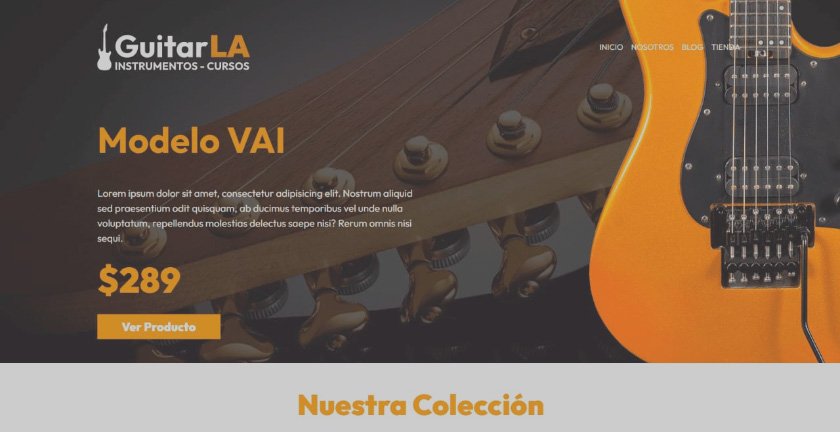 GuitarLA
INSTRUMENTOS - CURSOS
INICIO NOSOTROS BLOG TIENDA
Modelo VAI
Lorem ipsum dolor sit amet, consectetur adipisicing elit. Nostrum aliquid
sed praesentium odit quisquam, ab ducimus temporibus vel unde nulla
voluptatum, repellendus molestias delectus saepe nisi? Rerum omnis nisi
sequi.
$289
Ver Producto
Nuestra Colección